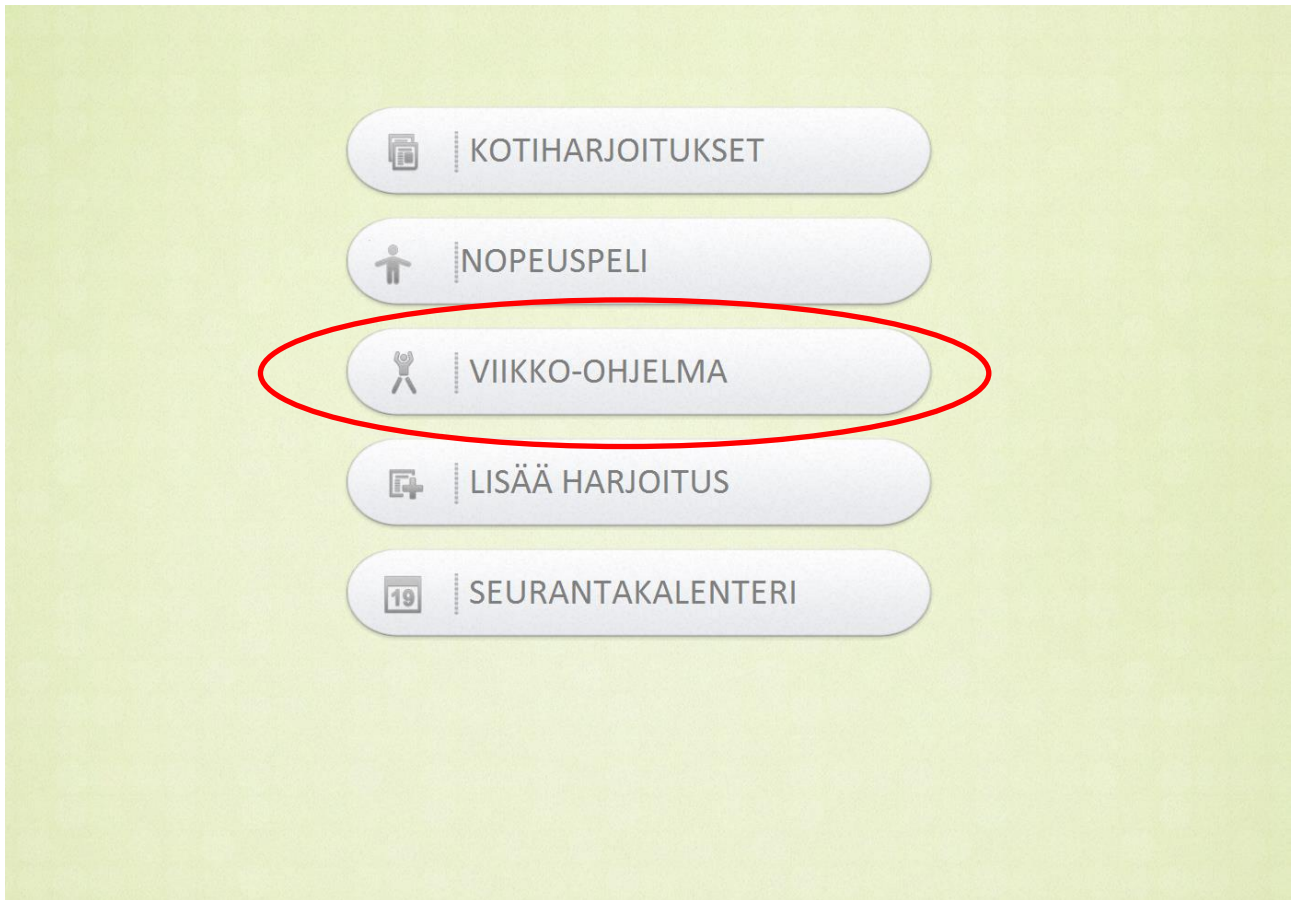 KOTIHARJOITUKSET
NOPEUSPELI
VIIKKO-OHJELMA
LISÄÄ HARJOITUS
19
SEURANTAKALENTERI